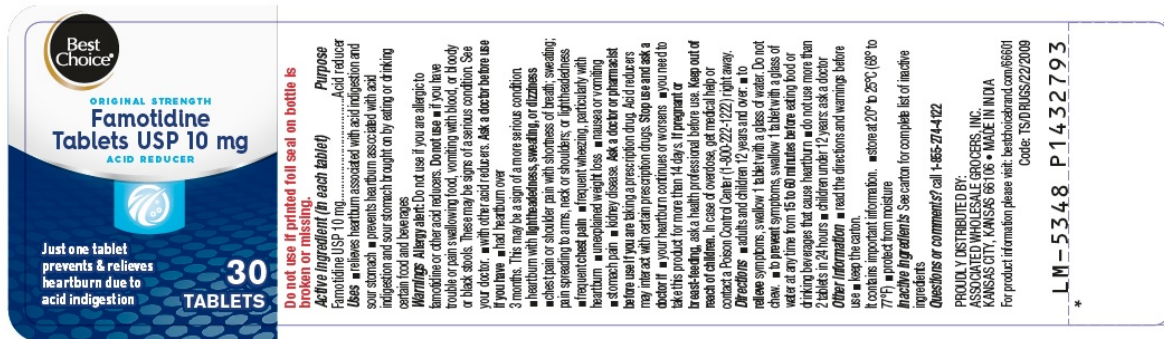 Best
Choice®
ORIGINAL STRENGTH
Famotidine
Tablets USP 10 mg
ACID REDUCER
Just one tablet
prevents & relieves
heartburn due to
acid indigestion
30
TABLETS
Do not use if printed foil seal on bottle is
broken or missing.
Active Ingredient (in each tablet) Purpose
Famotidine USP 10 mg..............................Acid reducer
Uses ■ relieves heartburn associated with acid indigestion and
sour stomach ■ prevents heartburn associated with acid
indigestion and sour stomach brought on by eating or drinking
certain food and beverages
Warnings Allergy alert: Do not use if you are allergic to
famotidine or other acid reducers. Do not use ■ if you have
trouble or pain swallowing food, vomiting with blood, or bloody
or black stools. These may be signs of a serious condition. See
your doctor. ■ with other acid reducers. Ask a doctor before use
if you have ■ had heartburn over
3 months. This may be a sign of a more serious condition.
■ heartburn with lightheadedness, sweating, or dizziness
■ chest pain or shoulder pain with shortness of breath; sweating;
pain spreading to arms, neck or shoulders; or lightheadedness
■ frequent chest pain ■ frequent wheezing, particularly with
heartburn ■ unexplained weight loss ■ nausea or vomiting
■ stomach pain ■ kidney disease. Ask a doctor or pharmacist
before use if you are taking a prescription drug. Acid reducers
may interact with certain prescription drugs. Stop use and ask a
doctor if ■ your heartburn continues or worsens ■ you need to
take this product for more than 14 days. If pregnant or
breast-feeding, ask a health professional before use. Keep out of
reach of children. In case of overdose, get medical help or
contact a Poison Control Center (1-800-222-1222) right away.
Directions ■ adults and children 12 years and over: ■ to
relieve symptoms, swallow 1 tablet with a glass of water. Do not
chew. ■ to prevent symptoms, swallow 1 tablet with a glass of
water at any time from 15 to 60 minutes before eating food or
drinking beverages that cause heartburn ■ do not use more than
2 tablets in 24 hours ■ children under 12 years: ask a doctor
Other Information ■ read the directions and warnings before
use ■ keep the carton.
It contains important information. ■ store at 20° to 25°C (68° to
77°F) ■ protect from moisture
Inactive Ingredients See carton for complete list of inactive
ingredients
Questions or comments? call 1-855-274-4122
PROUDLY DISTRIBUTED BY:
ASSOCIATED WHOLESALE GROCERS, INC.
KANSAS CITY, KANSAS 66106 • MADE IN INDIA
For product information please visit: bestchoicebrand.com/66601
Code: TS/DRUGS/22/2009
LM-5348 P1432793
*